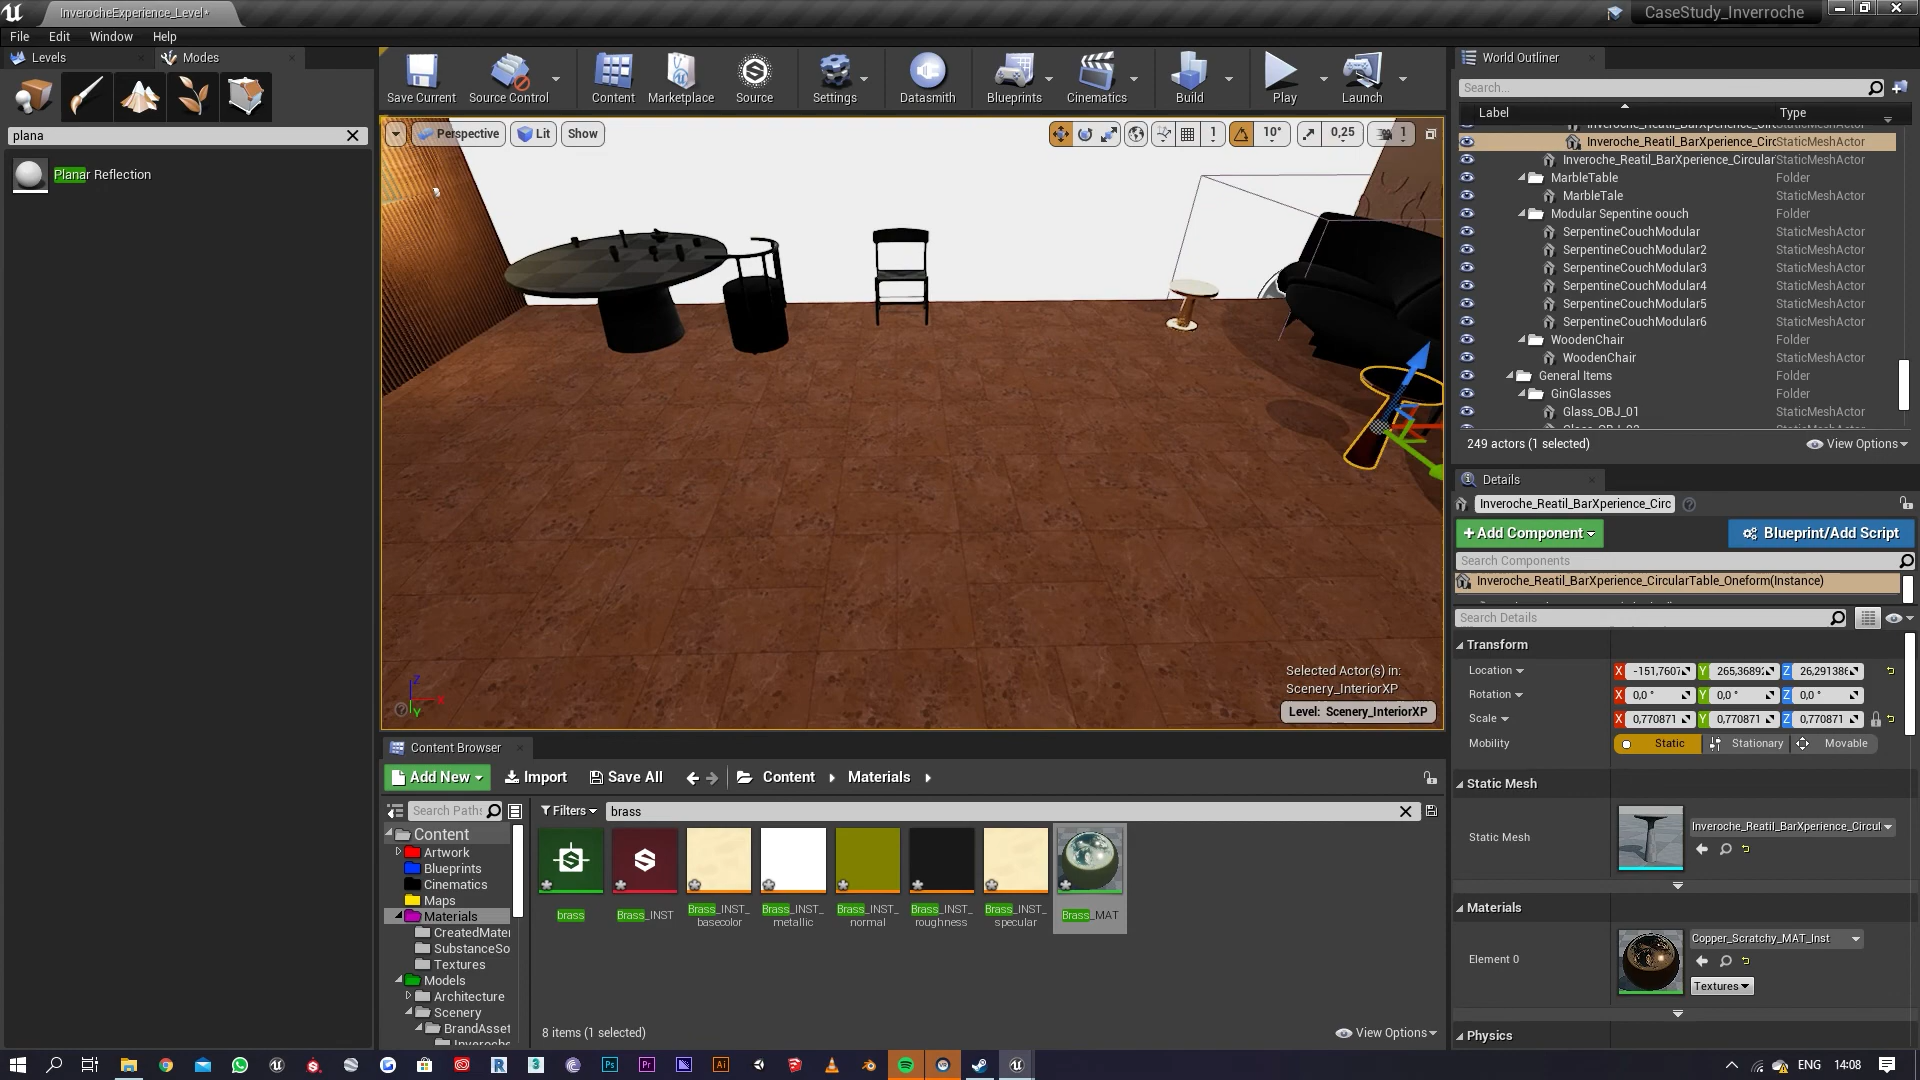 InverocheExperience_Level*
CaseStudy_Inverroche
File Edit Window Help
Levels
Modes
plana
Planar Reflection
Save Current
Source Control
Content
Marketplace
Source
Settings
Datasmith
Blueprints
Cinematics
Build
Play
Launch
Perspective
Lit
Show
1
10°
0,25
1
Selected Actor(s) in:
Scenery_InteriorXP
Level: Scenery_InteriorXP
World Outliner
Search...
Label Type
Inveroche_Reatil_BarXperience_Circ StaticMeshActor
Inveroche_Reatil_BarXperience_Circular StaticMeshActor
MarbleTable Folder
MarbleTale StaticMeshActor
Modular Sepentine oouch Folder
SerpentineCouchModular StaticMeshActor
SerpentineCouchModular2 StaticMeshActor
SerpentineCouchModular3 StaticMeshActor
SerpentineCouchModular4 StaticMeshActor
SerpentineCouchModular5 StaticMeshActor
SerpentineCouchModular6 StaticMeshActor
WoodenChair Folder
WoodenChair StaticMeshActor
General Items Folder
GinGlasses Folder
Glass_OBJ_01 StaticMeshActor
249 actors (1 selected)
View Options
Details
Inveroche_Reatil_BarXperience_Circ
+Add Component
Blueprint/Add Script
Search Components
Inveroche_Reatil_BarXperience_CircularTable_Oneform(Instance)
Search Details
Transform
Location X -151,7607 Y 265,3689 Z 26,291386
Rotation X 0,0 ° Y 0,0 ° Z 0,0 °
Scale X 0,770871 Y 0,770871 Z 0,770871
Mobility Static Stationary Movable
Static Mesh
Static Mesh
Inveroche_Reatil_BarXperience_Circul
Materials
Element 0
Copper_Scratchy_MAT_Inst
Textures
Physics
Content Browser
Add New
Import
Save All
Content
Materials
Search Paths
Filters
brass
Content
Artwork
Blueprints
Cinematics
Maps
Materials
CreatedMater
SubstanceSo
Textures
Models
Architecture
Scenery
BrandAsset
brass
Brass_INST
Brass_INST_
basecolor
Brass_INST_
metallic
Brass_INST_
normal
Brass_INST_
roughness
Brass_INST_
specular
Brass_MAT
8 items (1 selected)
View Options
ENG 14:08